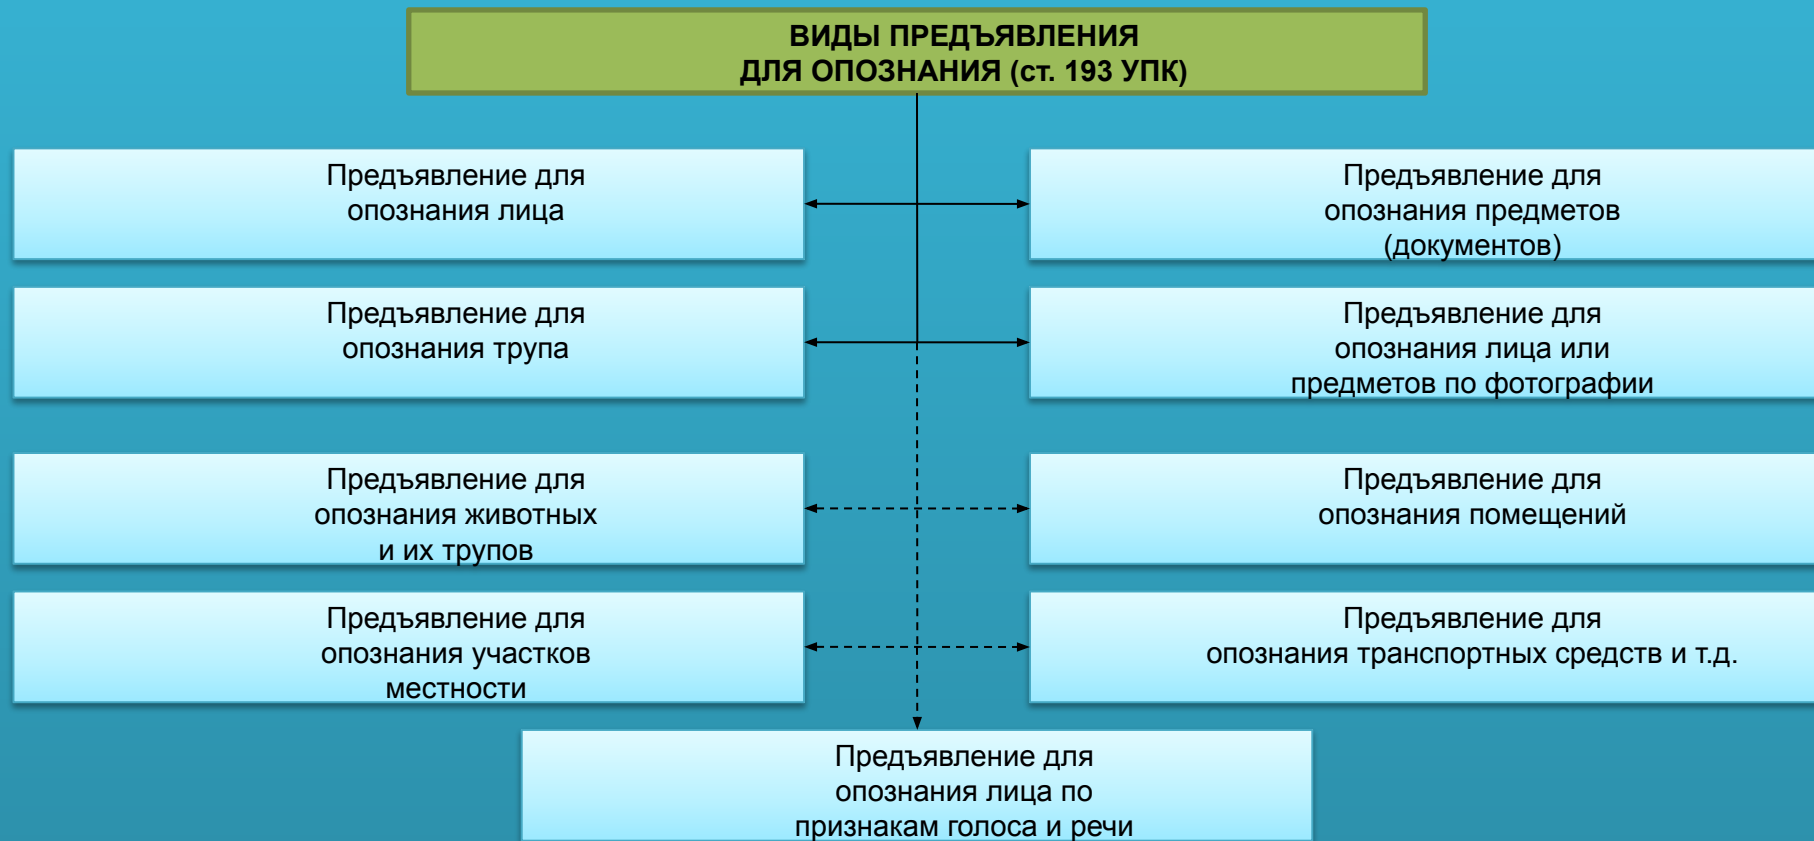 ВИДЫ ПРЕДЪЯВЛЕНИЯ
ДЛЯ ОПОЗНАНИЯ (ст. 193 УПК)
Предъявление для
опознания лица
Предъявление для
опознания предметов
(документов)
Предъявление для
опознания трупа
Предъявление для
опознания лица или
предметов по фотографии
Предъявление для
опознания животных
и их трупов
Предъявление для
опознания помещений
Предъявление для
опознания участков
местности
Предъявление для
опознания транспортных средств и т.д.
Предъявление для
опознания лица по
признакам голоса и речи